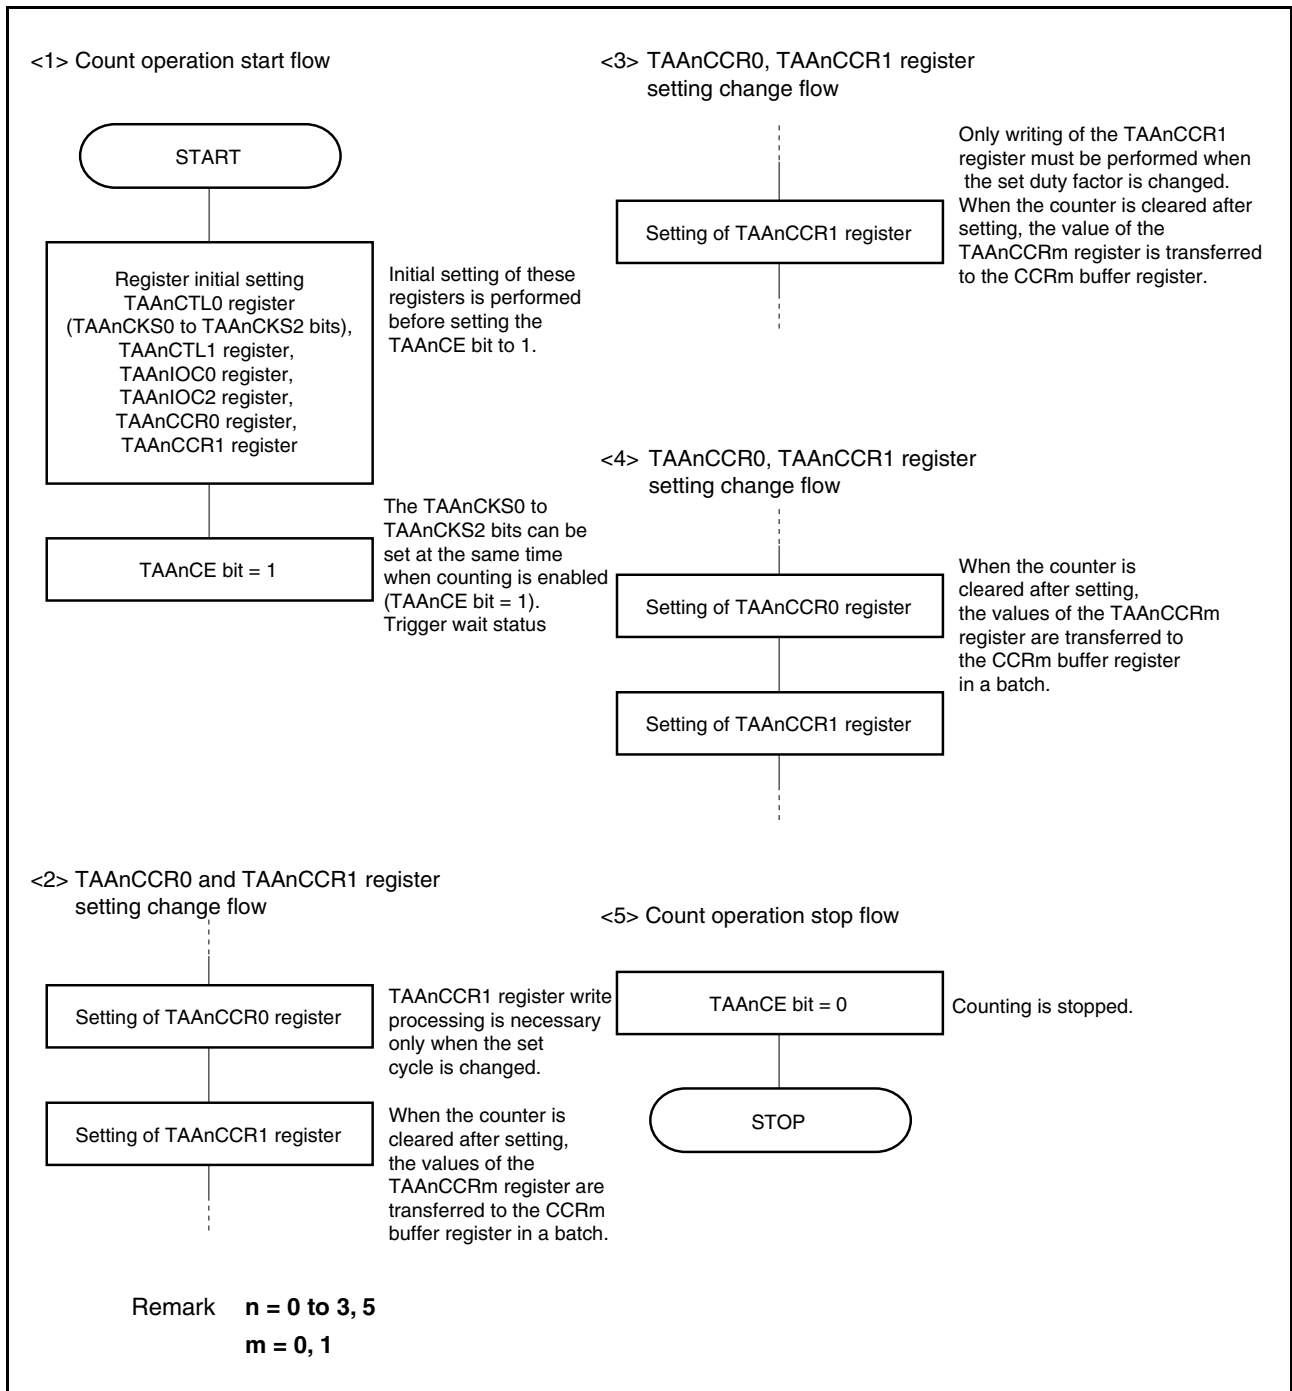 <1> Count operation start flow
START
Register initial setting
TAAnCTL0 register
(TAAnCKS0 to TAAnCKS2 bits),
TAAnCTL1 register,
TAAnIOC0 register,
TAAnIOC2 register,
TAAnCCR0 register,
TAAnCCR1 register
Initial setting of these
registers is performed
before setting the
TAAnCE bit to 1.
TAAnCE bit = 1
The TAAnCKS0 to
TAAnCKS2 bits can be
set at the same time
when counting is enabled
(TAAnCE bit = 1).
Trigger wait status
<2> TAAnCCR0 and TAAnCCR1 register
setting change flow
Setting of TAAnCCR0 register
TAAnCCR1 register write
processing is necessary
only when the set
cycle is changed.
Setting of TAAnCCR1 register
When the counter is
cleared after setting,
the values of the
TAAnCCRm register are
transferred to the CCRm
buffer register in a batch.
<3> TAAnCCR0, TAAnCCR1 register
setting change flow
Setting of TAAnCCR1 register
Only writing of the TAAnCCR1
register must be performed when
the set duty factor is changed.
When the counter is cleared after
setting, the value of the
TAAnCCRm register is transferred
to the CCRm buffer register.
<4> TAAnCCR0, TAAnCCR1 register
setting change flow
Setting of TAAnCCR0 register
When the counter is
cleared after setting,
the values of the TAAnCCRm
register are transferred to
the CCRm buffer register
in a batch.
Setting of TAAnCCR1 register
<5> Count operation stop flow
TAAnCE bit = 0
Counting is stopped.
STOP
Remark n = 0 to 3, 5
m = 0, 1